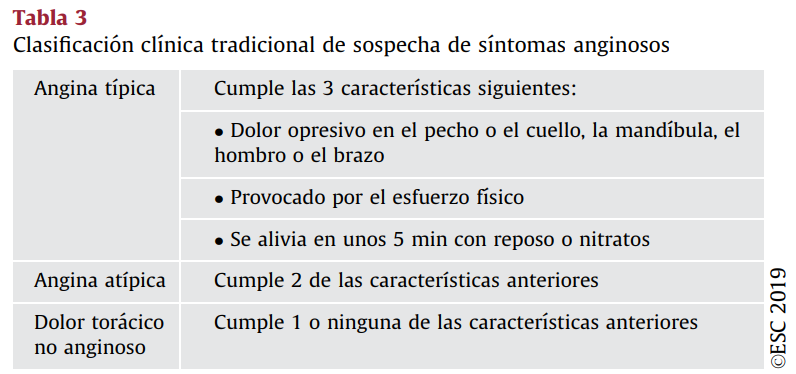 Tabla 3
Clasificación clínica tradicional de sospecha de síntomas anginosos
Angina típica
Cumple las 3 características siguientes:
• Dolor opresivo en el pecho o el cuello, la mandíbula, el
hombro o el brazo
• Provocado por el esfuerzo físico
• Se alivia en unos 5 min con reposo o nitratos
Angina atípica
Cumple 2 de las características anteriores
Dolor torácico
no anginoso
Cumple 1 o ninguna de las características anteriores
©ESC 2019